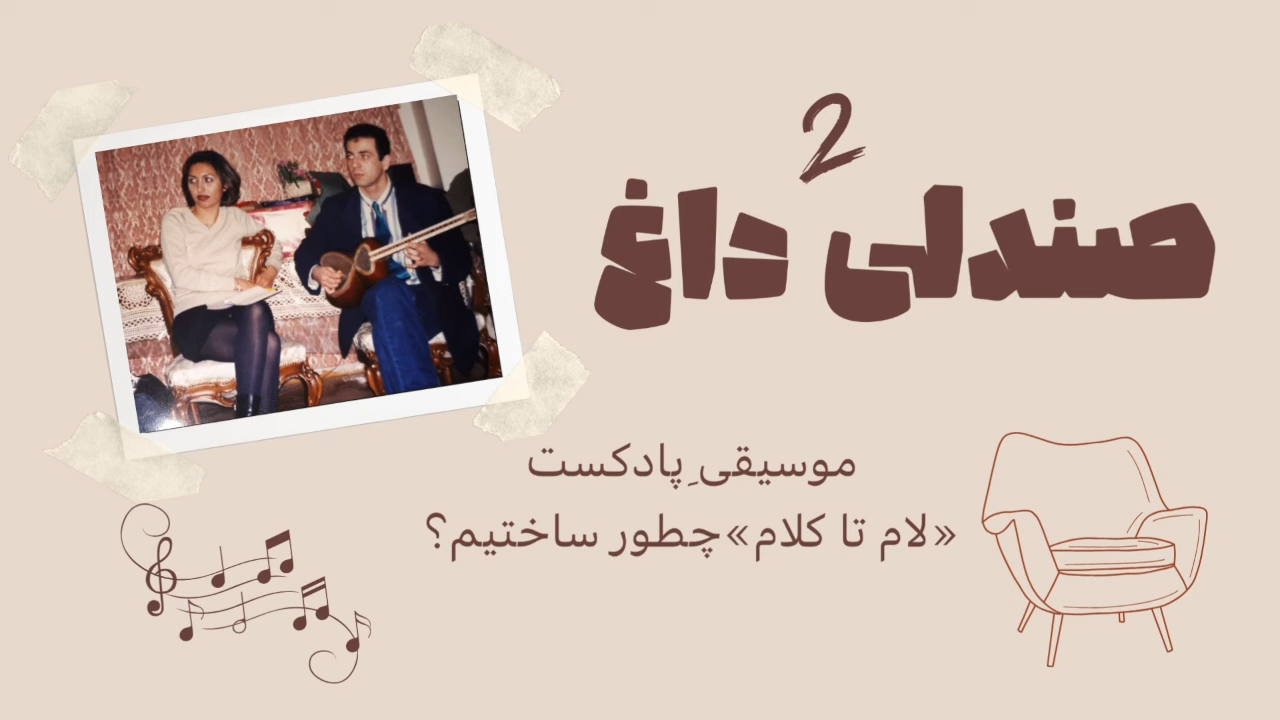 2
صندلی داغ
موسیقیِ پادکست
«لام تا کلام» چطور ساختیم؟